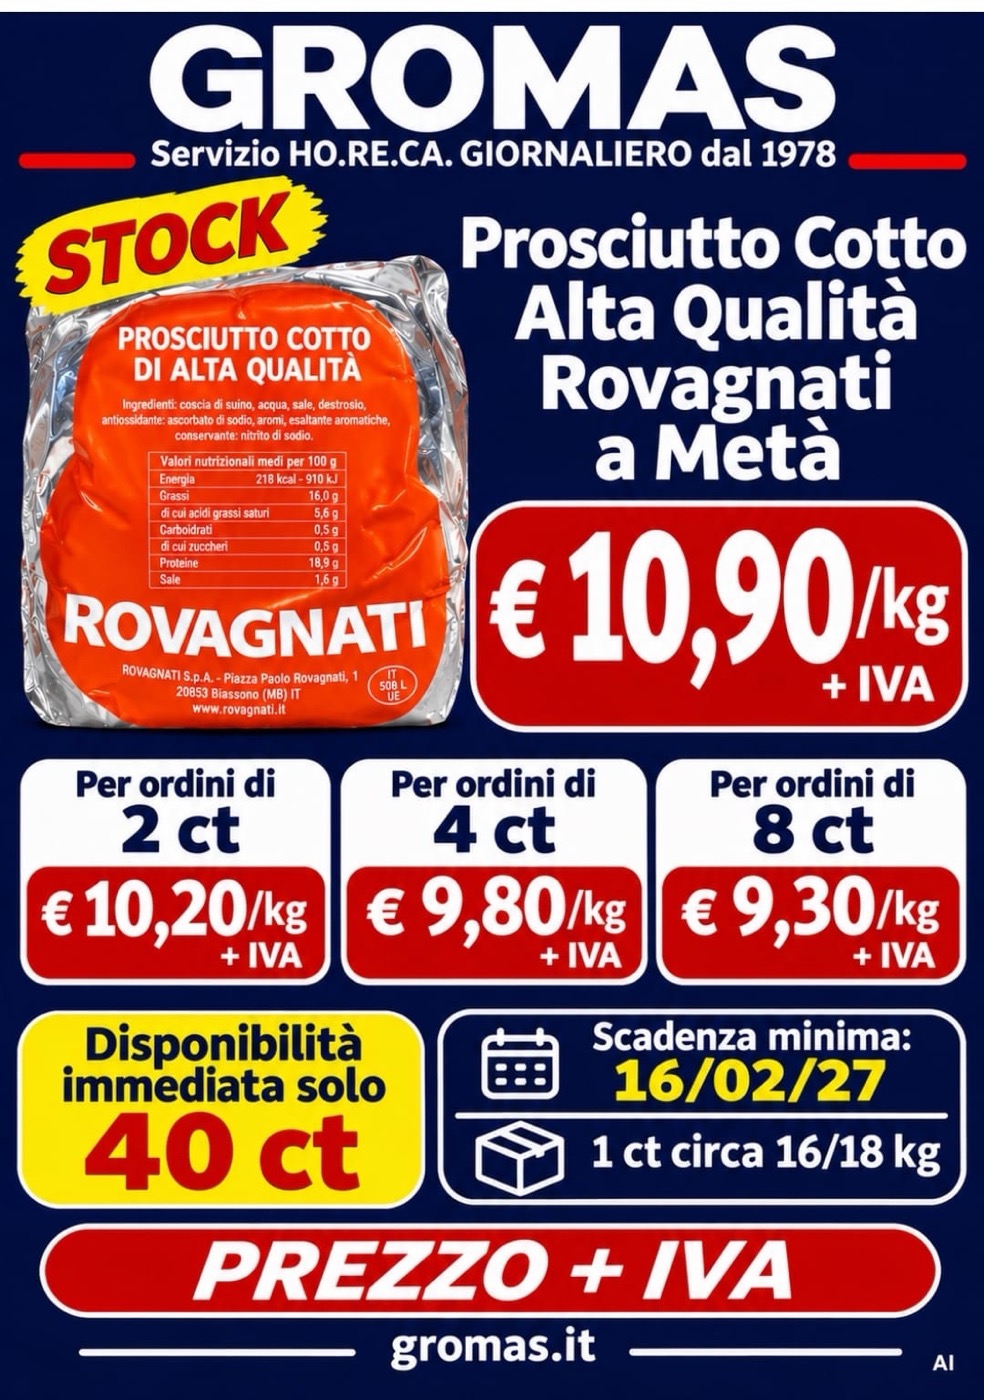 GROMAS
Servizio HO.RE.CA. GIORNALIERO dal 1978
STOCK
Prosciutto Cotto
Alta Qualità
Rovagnati
a Metà
PROSCIUTTO COTTO
DI ALTA QUALITÀ
Ingredienti: coscia di suino, acqua, sale, destrosio,
antiossidante: ascorbato di sodio, aromi, esaltante aromatiche,
conservante: nitrito di sodio.
Valori nutrizionali medi per 100 g
Energia 218 kcal - 910 kJ
Grassi 16,0 g
di cui acidi grassi saturi 5,6 g
Carboidrati 0,5 g
di cui zuccheri 0,5 g
Proteine 18,9 g
Sale 1,6 g
ROVAGNATI
ROVAGNATI S.p.A. - Piazza Paolo Rovagnati, 1
20853 Biassono (MB) IT
www.rovagnati.it
IT
508 L
UE
€ 10,90/kg
+ IVA
Per ordini di
2 ct
€ 10,20/kg
+ IVA
Per ordini di
4 ct
€ 9,80/kg
+ IVA
Per ordini di
8 ct
€ 9,30/kg
+ IVA
Disponibilità
immediata solo
40 ct
Scadenza minima:
16/02/27
1 ct circa 16/18 kg
PREZZO + IVA
gromas.it
AI